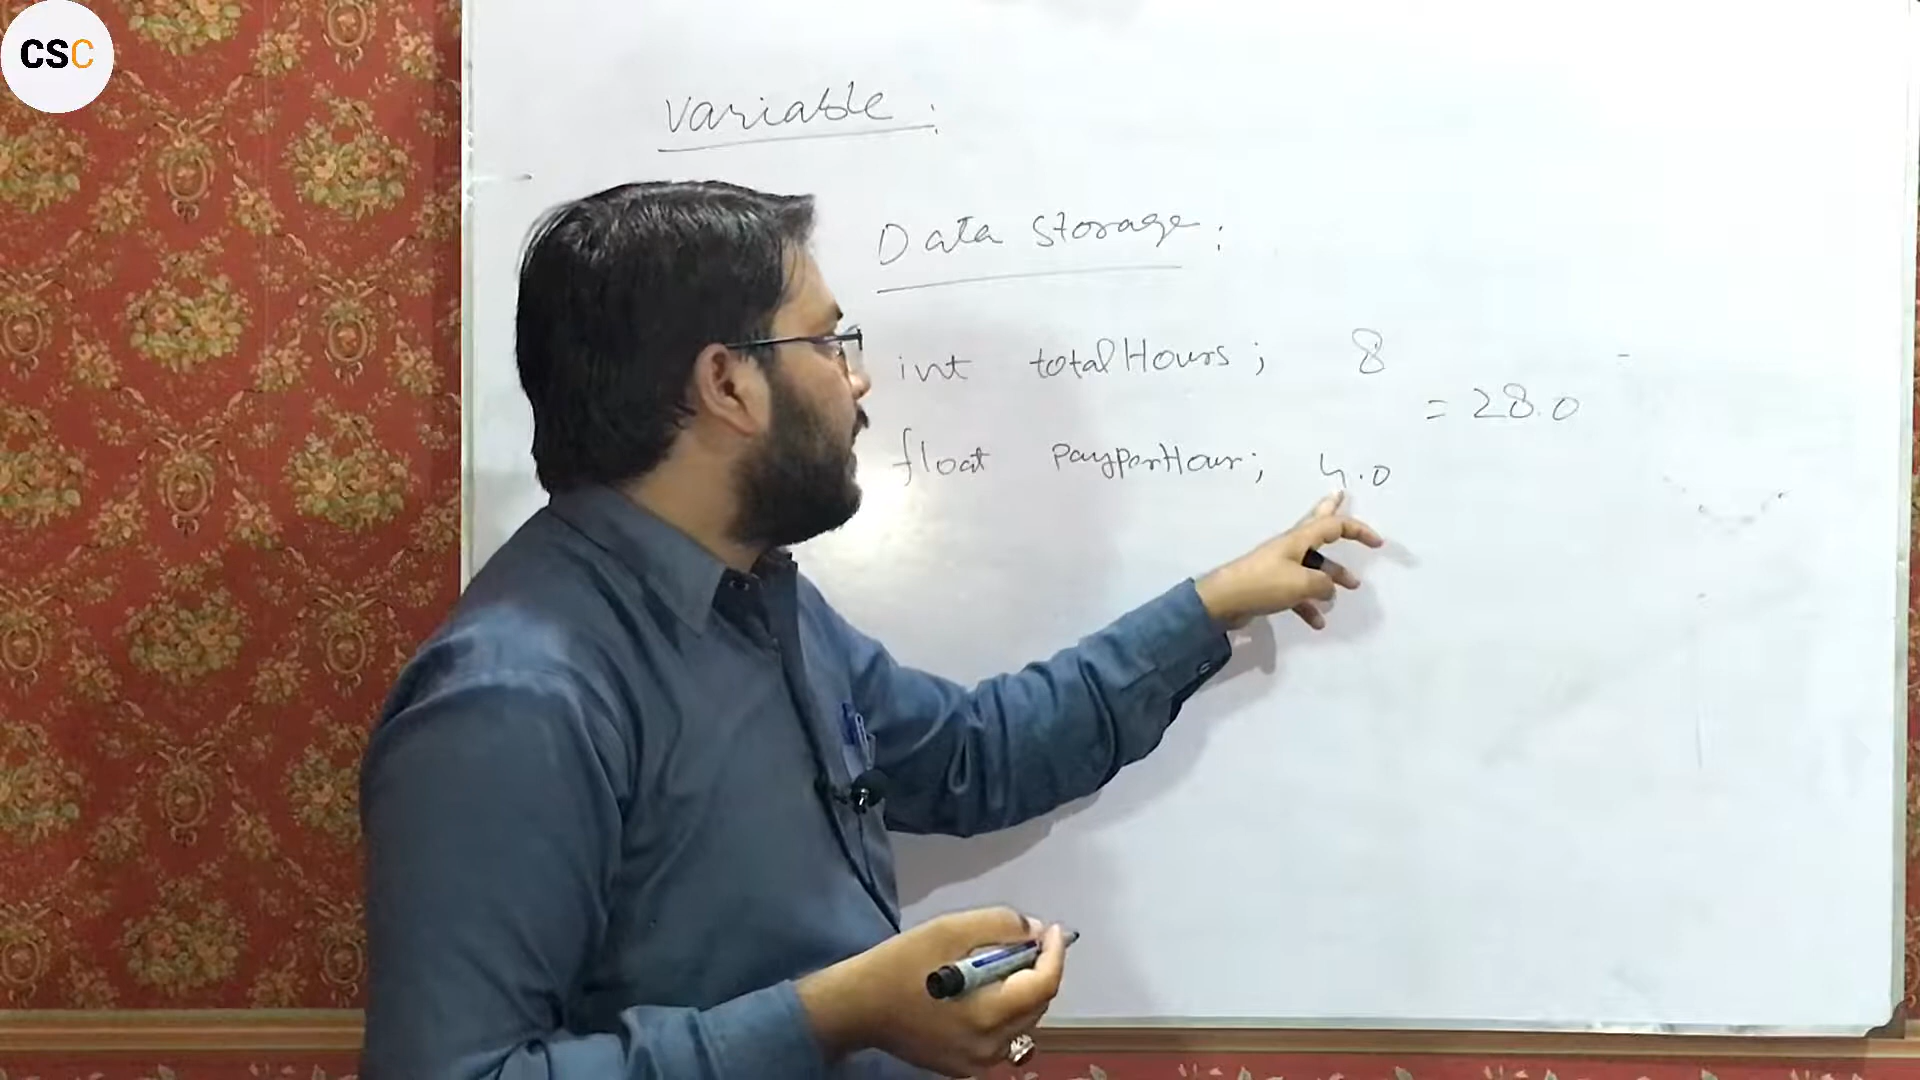 CSC
variable :
Data storage :
int totalHours ; 8
= 28.0
float payperHour ; 4.0